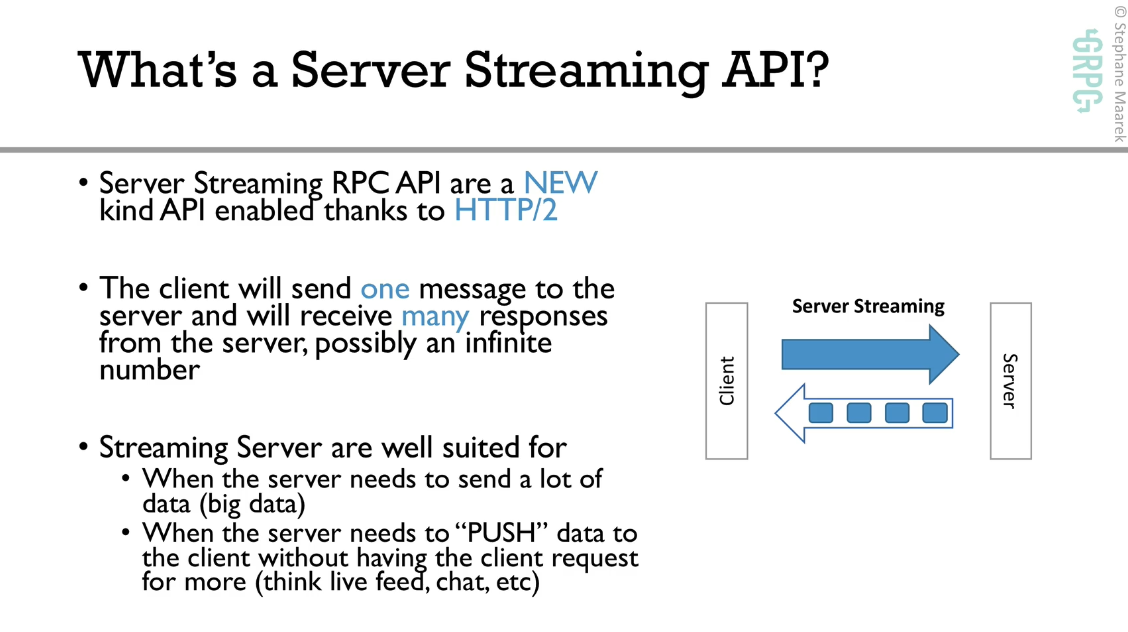 What's a Server Streaming API?
© Stephane Maarek
GRPC
• Server Streaming RPC API are a NEW
kind API enabled thanks to HTTP/2
• The client will send one message to the
server and will receive many responses
from the server, possibly an infinite
number
• Streaming Server are well suited for
• When the server needs to send a lot of
data (big data)
• When the server needs to “PUSH” data to
the client without having the client request
for more (think live feed, chat, etc)
Server Streaming
Client
Server